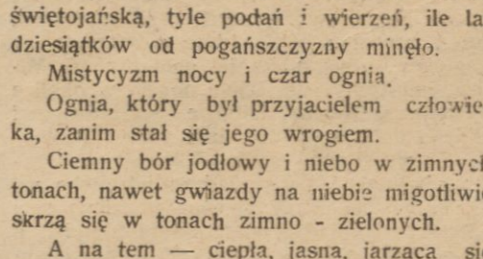 świętojańską, tyle podań i wierzeń, ile la
dziesiątków od pogańszczyzny minęło.
Mistycyzm nocy i czar ognia.
Ognia, który był przyjacielem człowie-
ka, zanim stał się jego wrogiem.
Ciemny bór jodłowy i niebo w zimnych
tonach, nawet gwiazdy na niebie migotliwie
skrzą się w tonach zimno - zielonych.
A na tem — ciepła, jasna, jarząca się